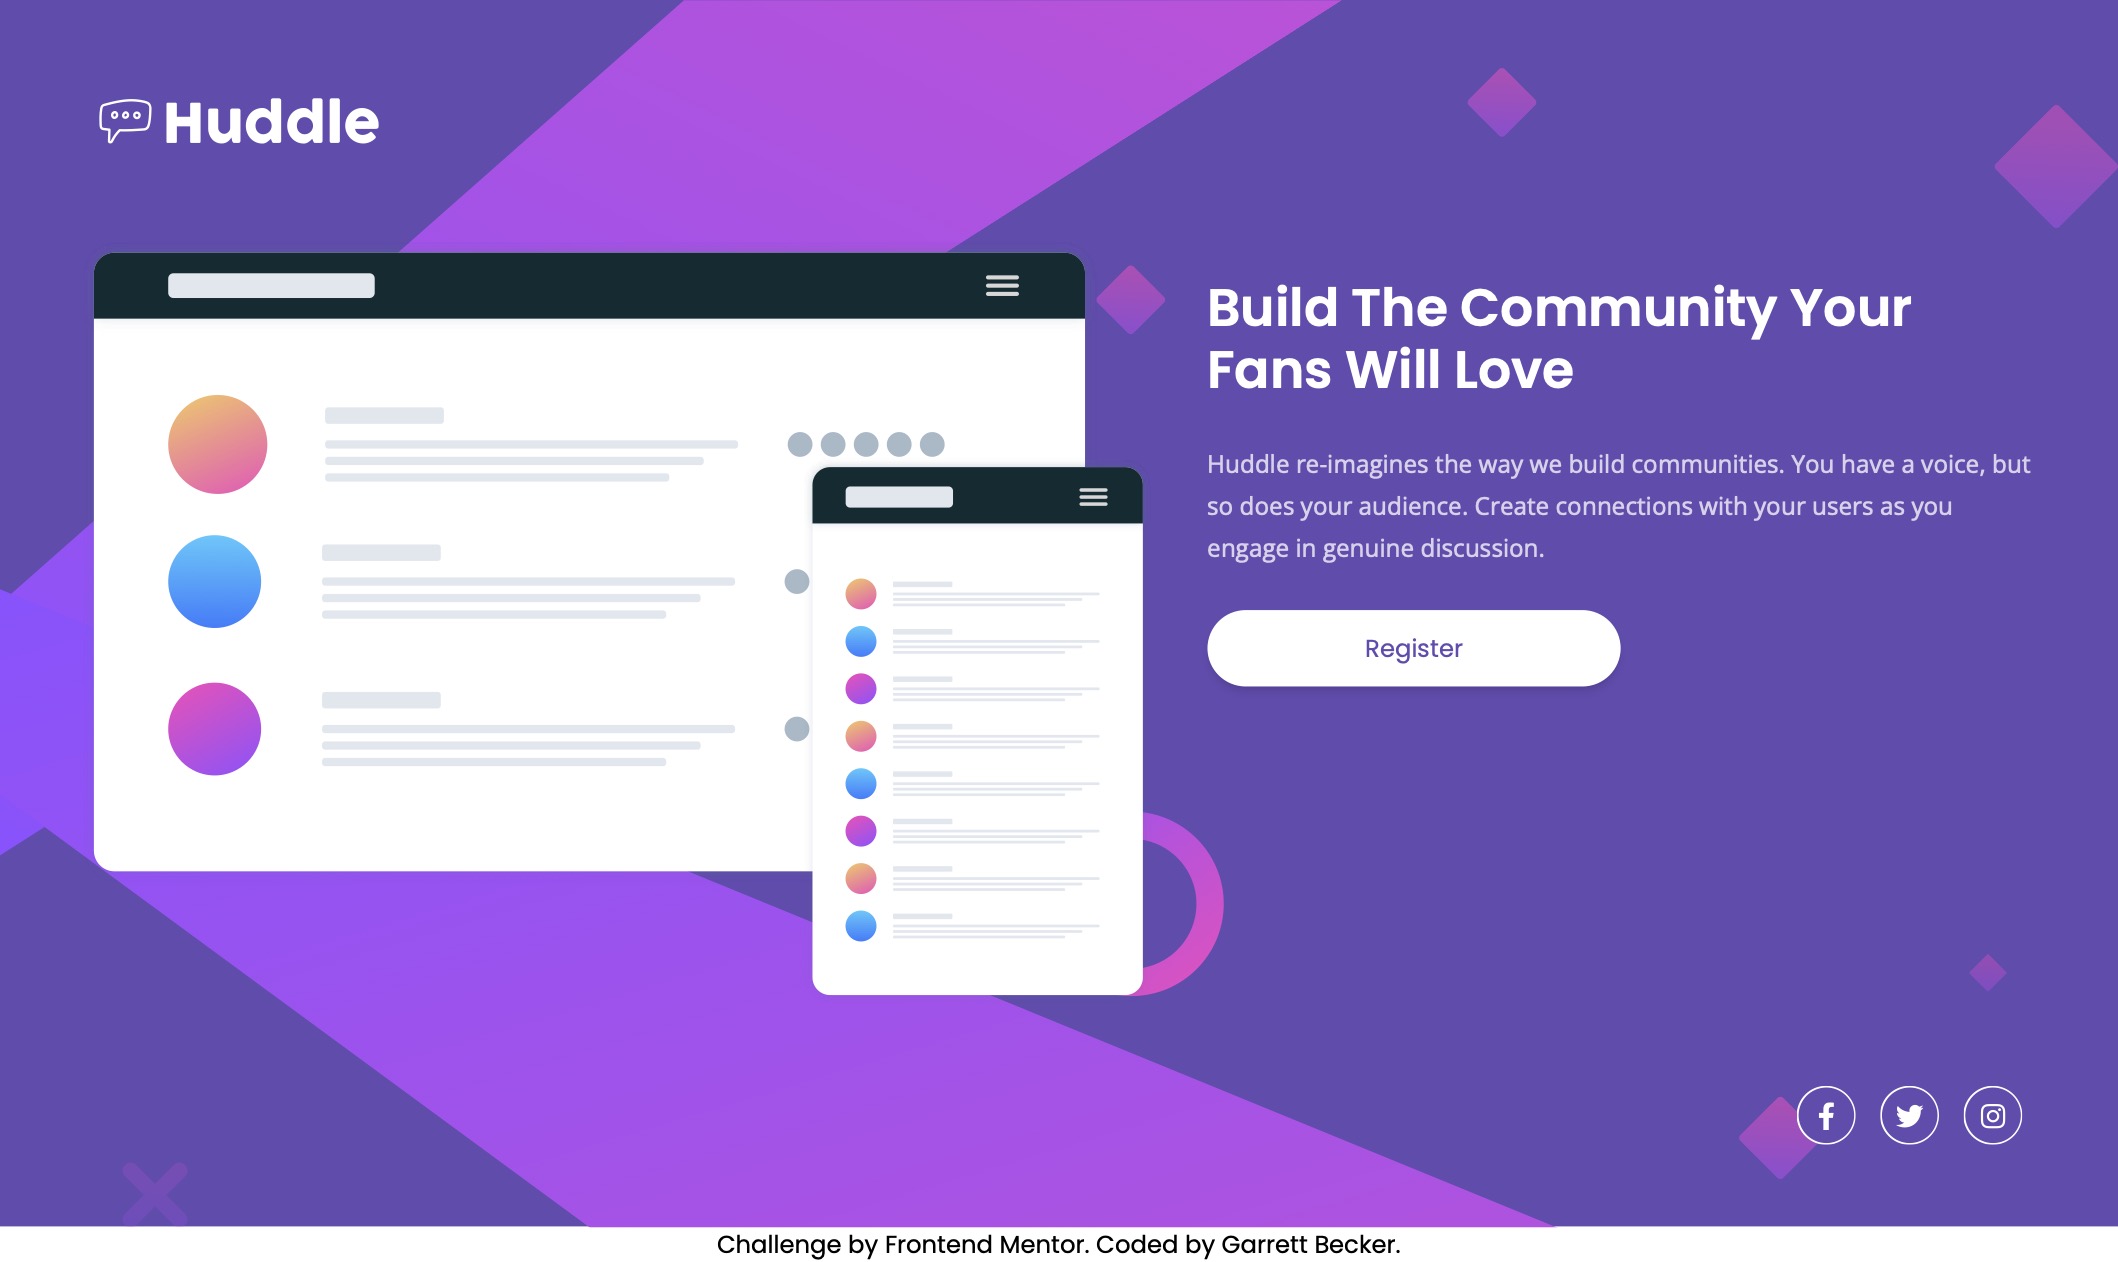 Huddle
Build The Community Your
Fans Will Love
Huddle re-imagines the way we build communities. You have a voice, but
so does your audience. Create connections with your users as you
engage in genuine discussion.
Register
Challenge by Frontend Mentor. Coded by Garrett Becker.